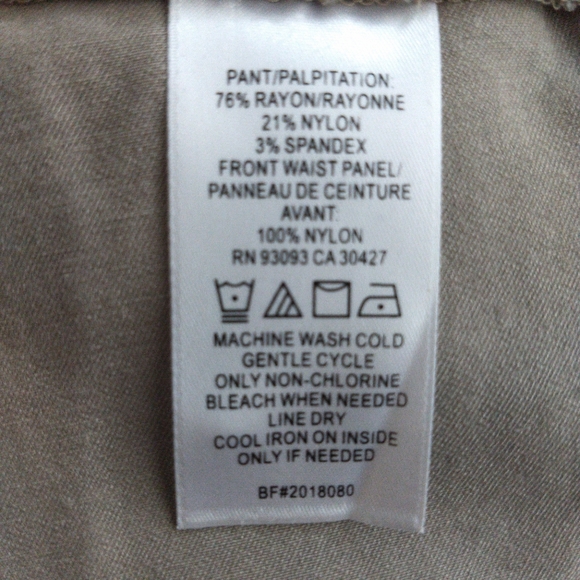 PANT/PALPITATION:
76% RAYON/RAYONNE
21% NYLON
3% SPANDEX
FRONT WAIST PANEL/
PANNEAU DE CEINTURE
AVANT:
100% NYLON
RN 93093 CA 30427
MACHINE WASH COLD
GENTLE CYCLE
ONLY NON-CHLORINE
BLEACH WHEN NEEDED
LINE DRY
COOL IRON ON INSIDE
ONLY IF NEEDED
BF#2018080